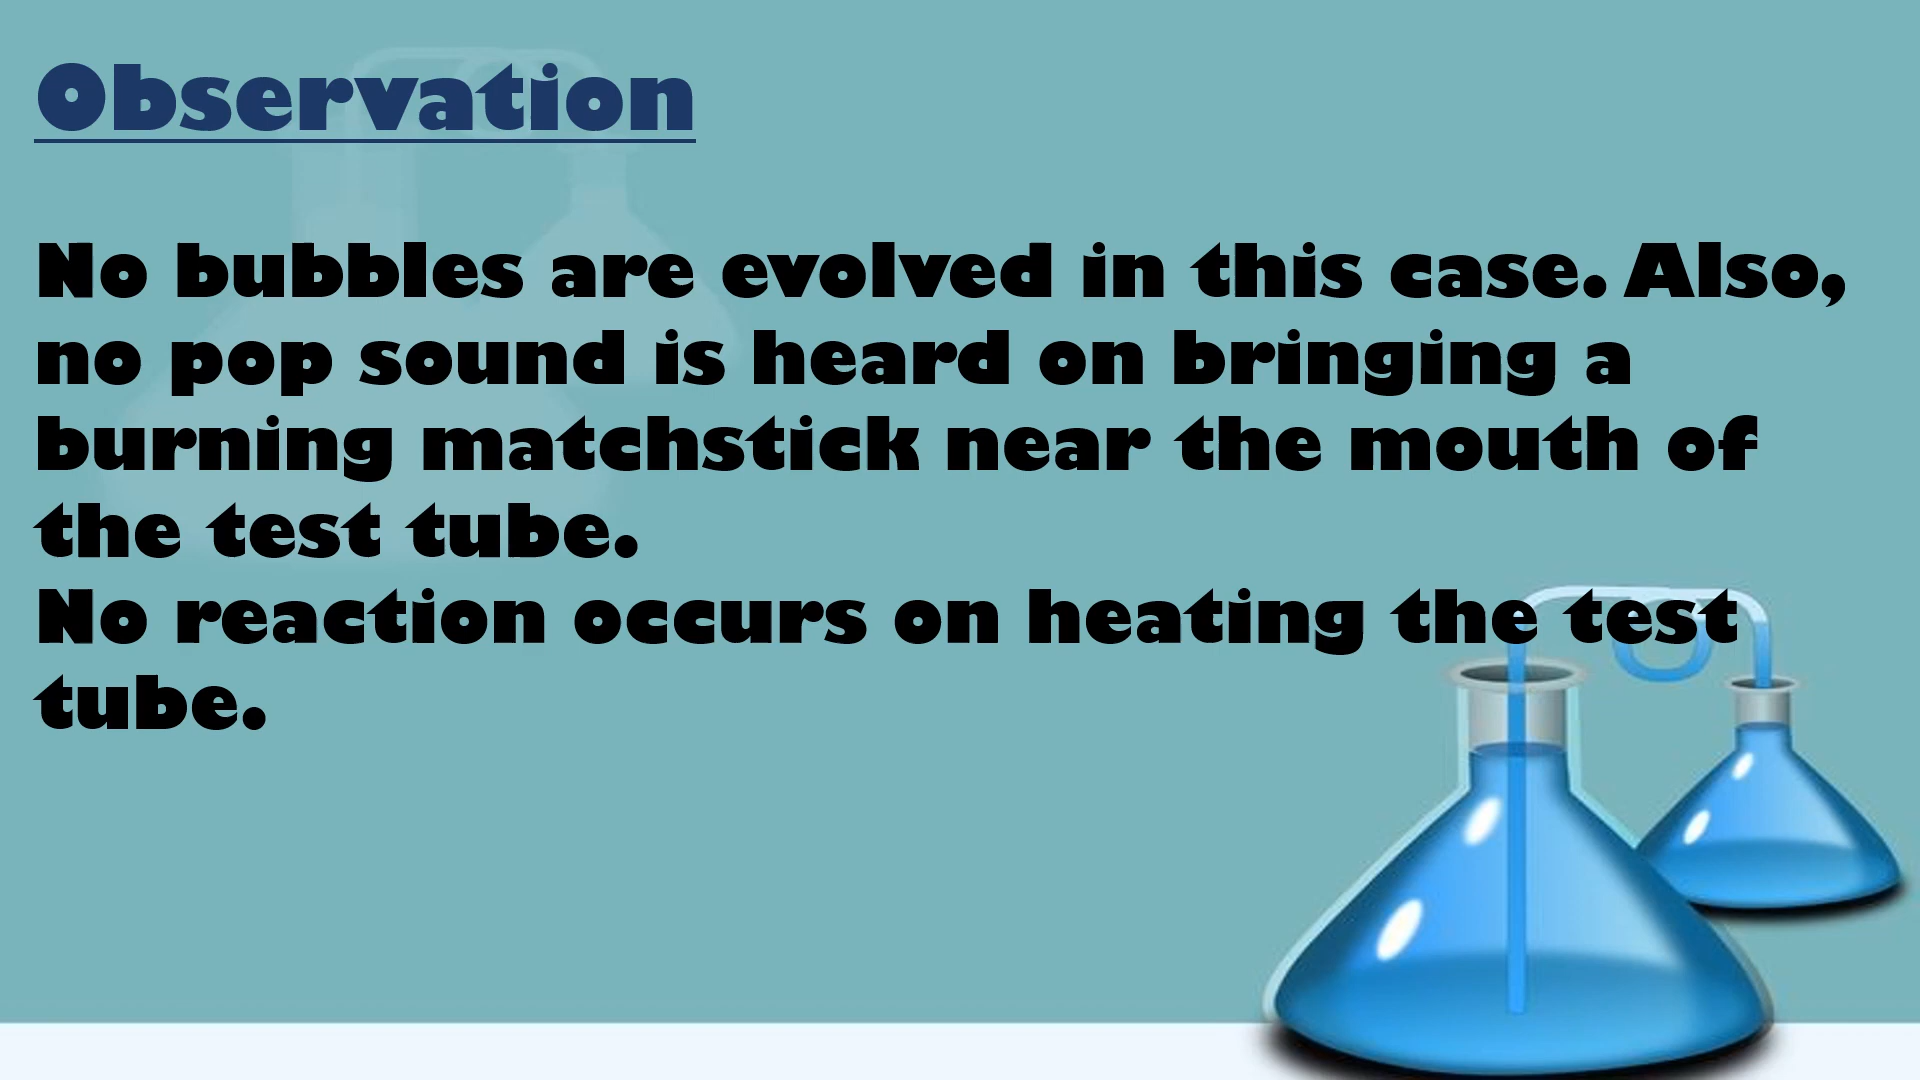 Observation
No bubbles are evolved in this case. Also,
no pop sound is heard on bringing a
burning matchstick near the mouth of
the test tube.
No reaction occurs on heating the test
tube.